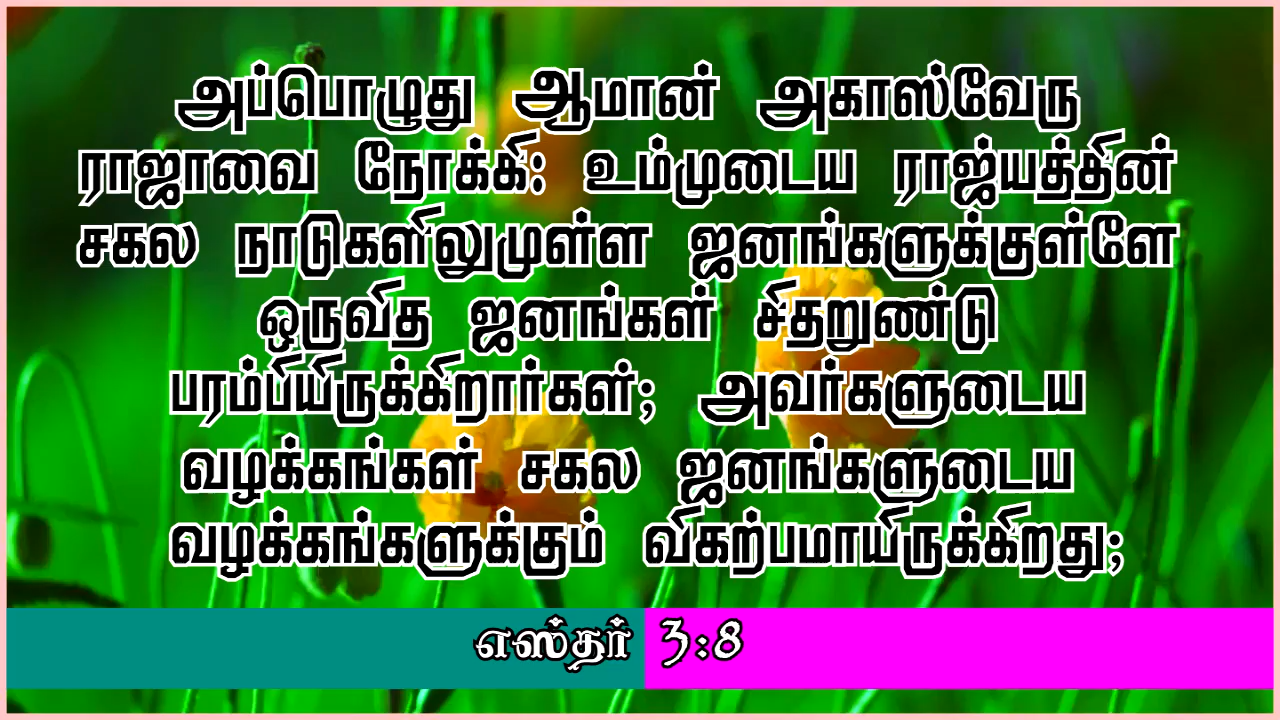 அப்பொழுது ஆமான் அகாஸ்வேரு
ராஜாவை நோக்கி: உம்முடைய ராஜ்யத்தின்
சகல நாடுகளிலுமுள்ள ஜனங்களுக்குள்ளே
ஒருவித ஜனங்கள் சிதறுண்டு
பரம்பியிருக்கிறார்கள்; அவர்களுடைய
வழக்கங்கள் சகல ஜனங்களுடைய
வழக்கங்களுக்கும் விகற்பமாயிருக்கிறது;
எஸ்தர் 3:8